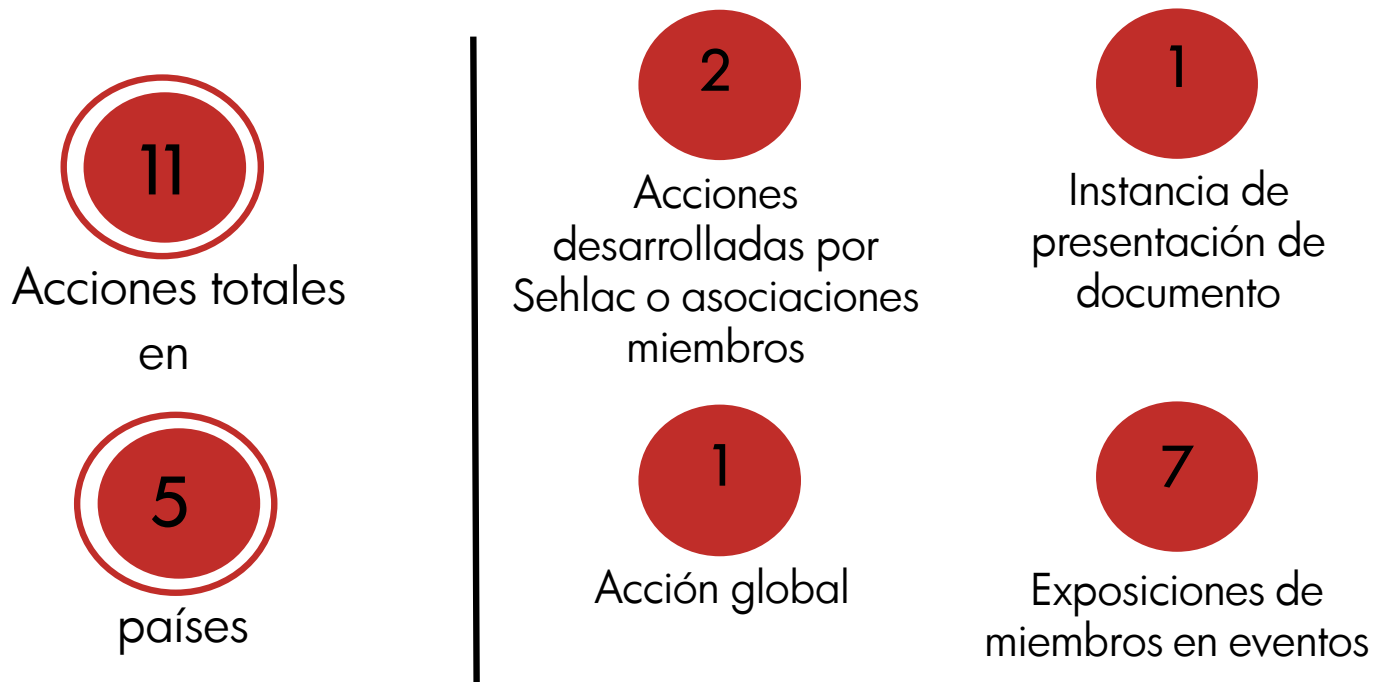 11
Acciones totales
en
5
países
2
Acciones
desarrolladas por
Sehlac o asociaciones
miembros
1
Instancia de
presentación de
documento
1
Acción global
7
Exposiciones de
miembros en eventos